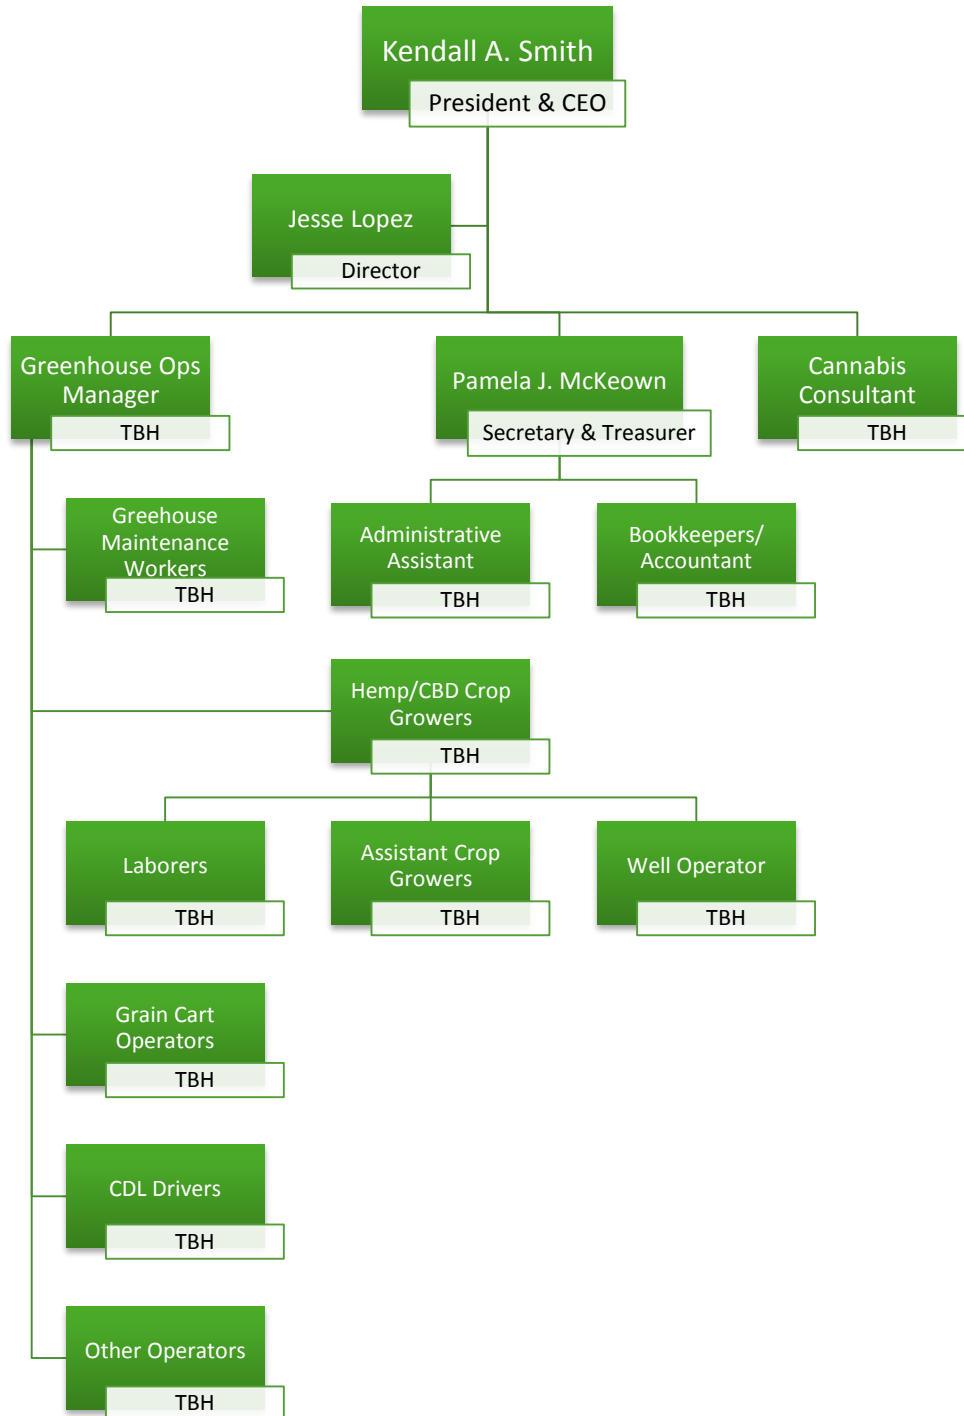 Kendall A. Smith
President & CEO
Jesse Lopez
Director
Greenhouse Ops
Manager
TBH
Pamela J. McKeown
Secretary & Treasurer
Cannabis
Consultant
TBH
Greehouse
Maintenance
Workers
TBH
Administrative
Assistant
TBH
Bookkeepers/
Accountant
TBH
Hemp/CBD Crop
Growers
TBH
Laborers
TBH
Assistant Crop
Growers
TBH
Well Operator
TBH
Grain Cart
Operators
TBH
CDL Drivers
TBH
Other Operators
TBH